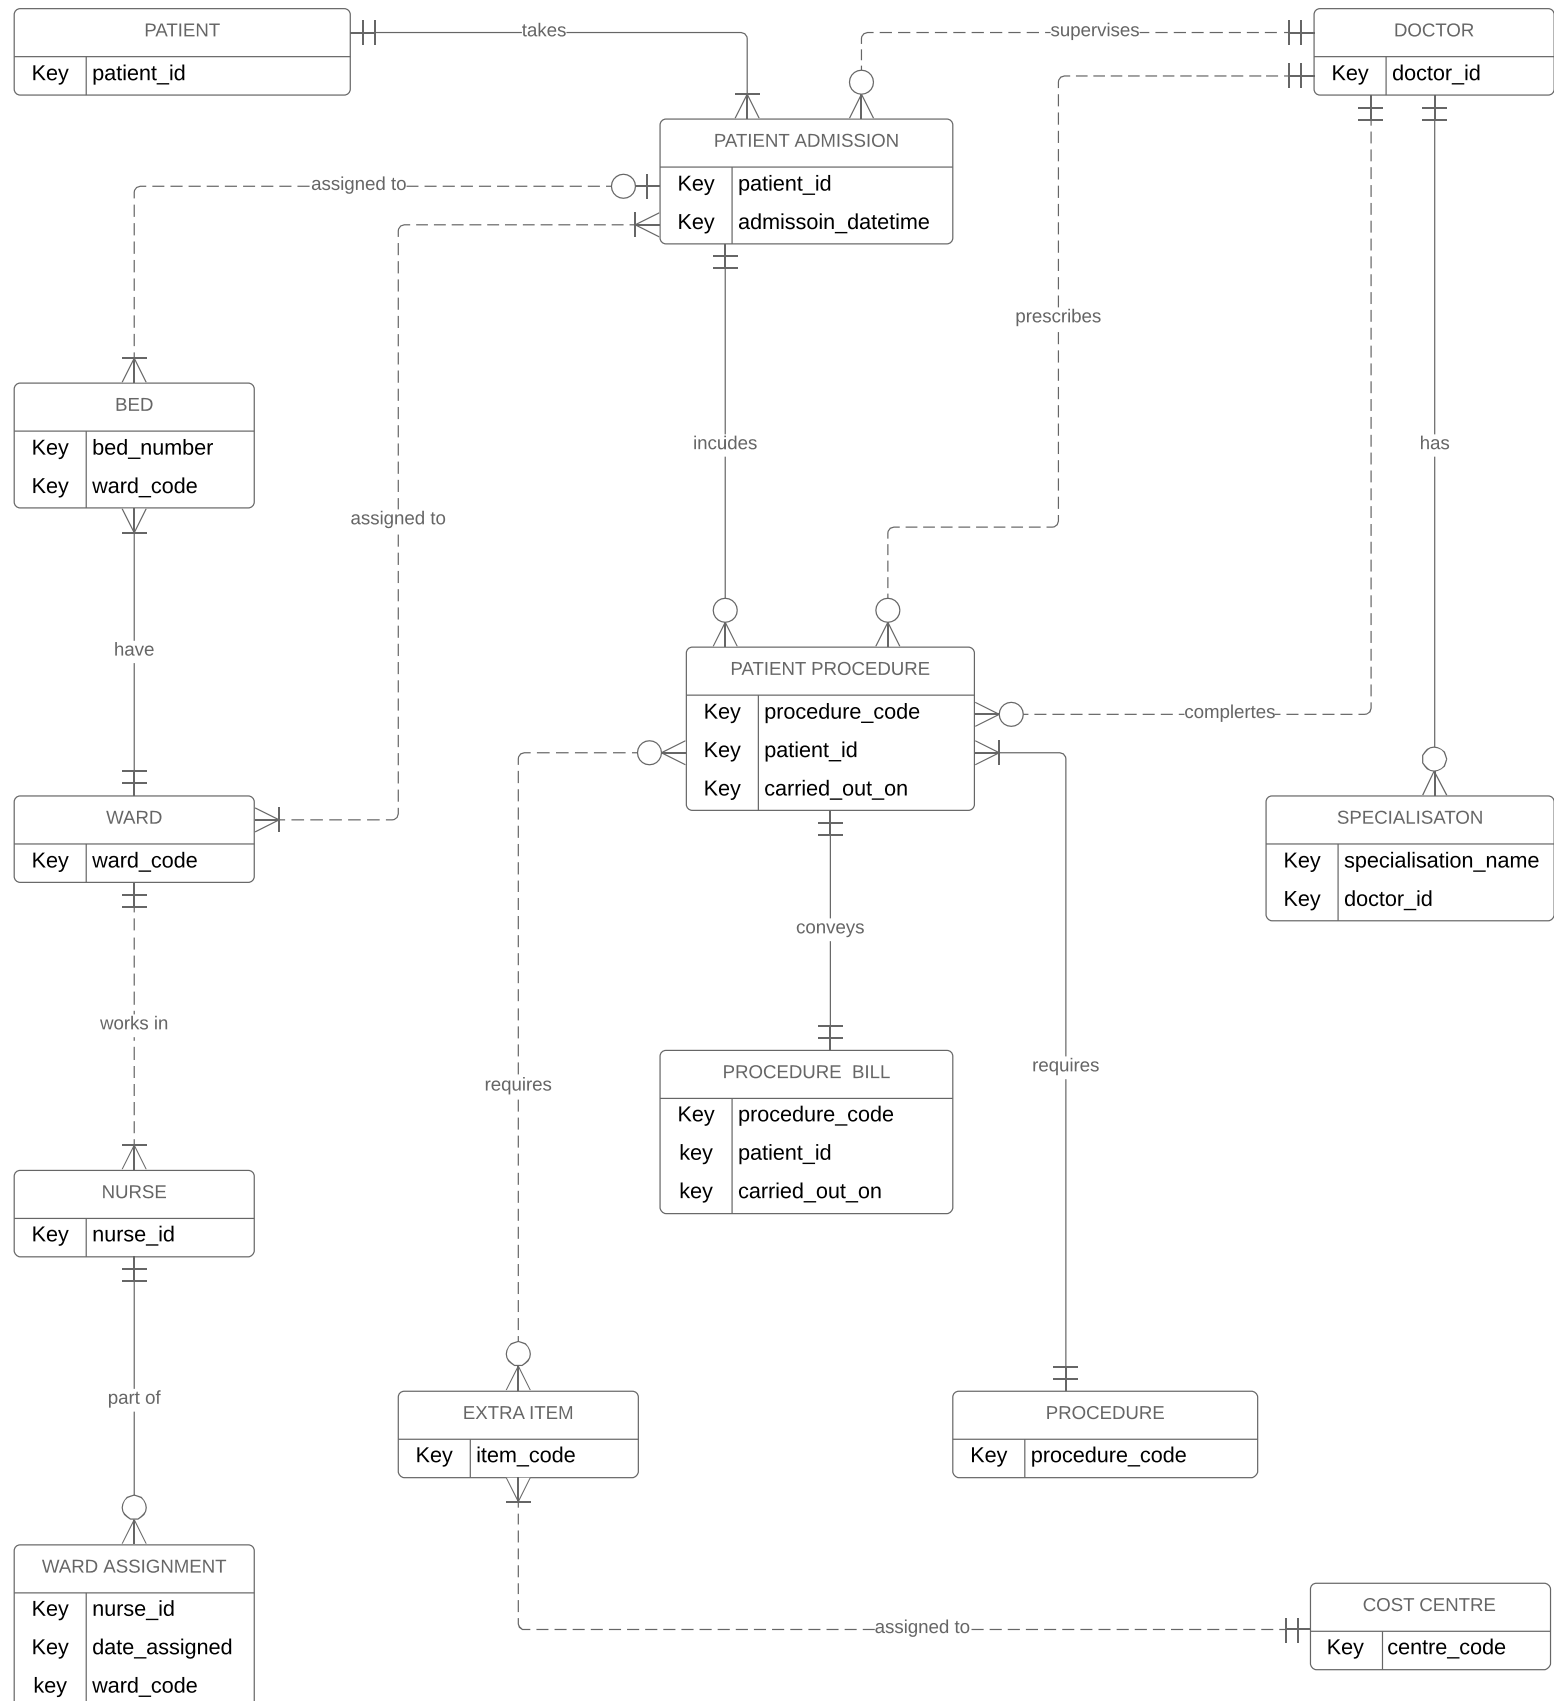 PATIENT
Key patient_id
takes
supervises
DOCTOR
Key doctor_id
PATIENT ADMISSION
Key patient_id
Key admissoin_datetime
assigned to
prescribes
BED
Key bed_number
Key ward_code
incudes
has
assigned to
have
PATIENT PROCEDURE
Key procedure_code
Key patient_id
Key carried_out_on
complertes
WARD
Key ward_code
SPECIALISATON
Key specialisation_name
Key doctor_id
conveys
works in
requires
requires
PROCEDURE BILL
Key procedure_code
key patient_id
key carried_out_on
NURSE
Key nurse_id
part of
EXTRA ITEM
Key item_code
PROCEDURE
Key procedure_code
WARD ASSIGNMENT
Key nurse_id
Key date_assigned
key ward_code
assigned to
COST CENTRE
Key centre_code